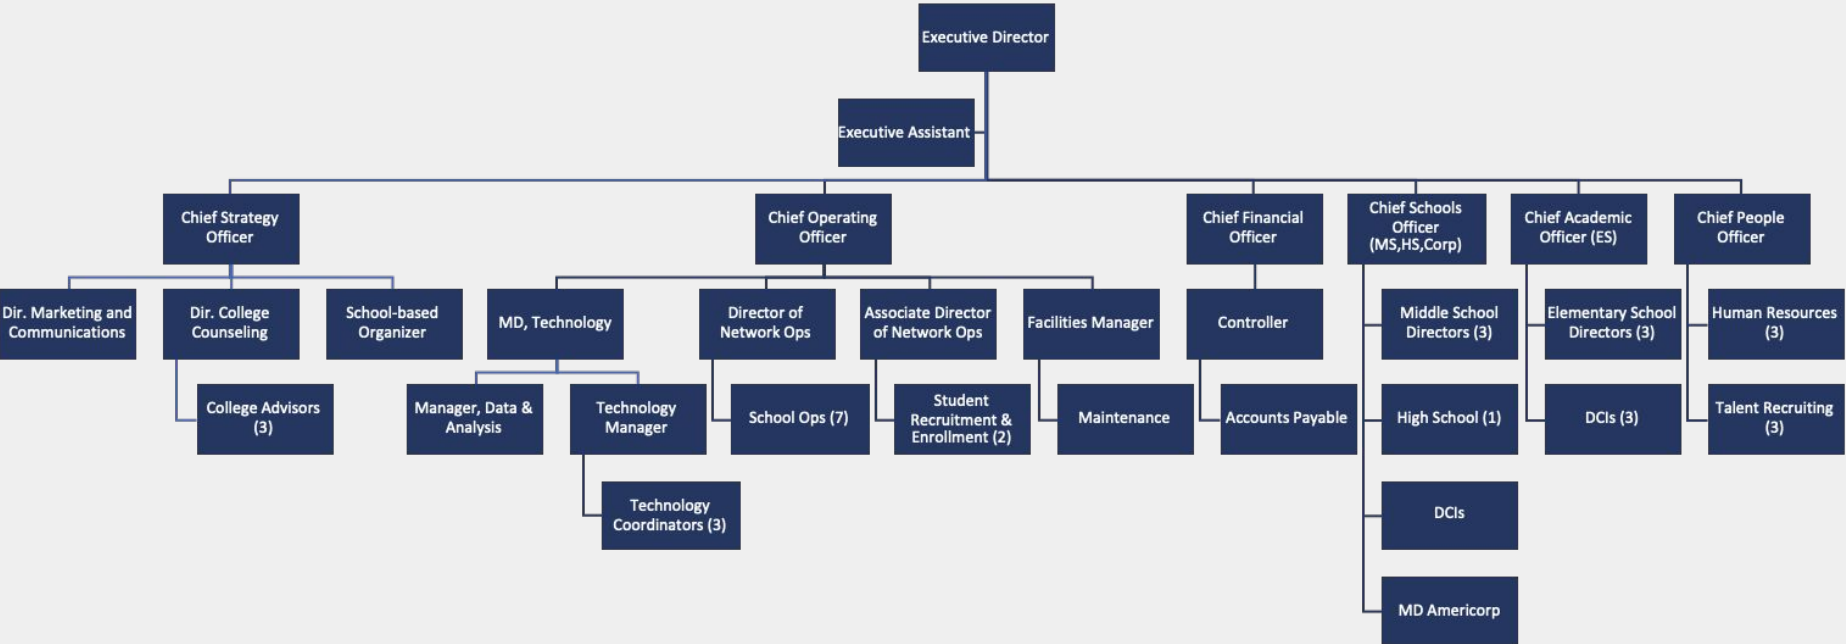 Executive Director
Executive Assistant
Chief Strategy
Officer
Chief Operating
Officer
Chief Financial
Officer
Chief Schools
Officer
(MS,HS,Corp)
Chief Academic
Officer (ES)
Chief People
Officer
Dir. Marketing and
Communications
Dir. College
Counseling
School-based
Organizer
MD, Technology
Director of
Network Ops
Associate Director
of Network Ops
Facilities Manager
Controller
Middle School
Directors (3)
Elementary School
Directors (3)
Human Resources
(3)
College Advisors
(3)
Manager, Data &
Analysis
Technology
Manager
School Ops (7)
Student
Recruitment &
Enrollment (2)
Maintenance
Accounts Payable
High School (1)
DCIs (3)
Talent Recruiting
(3)
Technology
Coordinators (3)
DCIs
MD Americorp